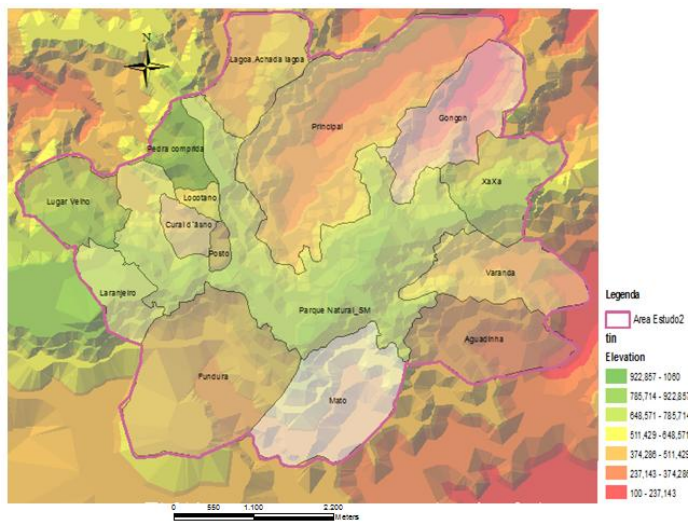 N
Lagoa, Achada lagoa
Principal
Gongon
Pedra comprida
XaXa
Lugar Velho
Locotano
Cural d'Asno
Posto
Varanda
Laranjeiro
Parque Natural_SM
Aguadinha
Pundura
Mato
Legenda
Area Estudo2
tin
Elevation
922,857 - 1060
785,714 - 922,857
648,571 - 785,714
511,429 - 648,571
374,286 - 511,429
237,143 - 374,286
100 - 237,143
0 550 1.100 2.200
Meters